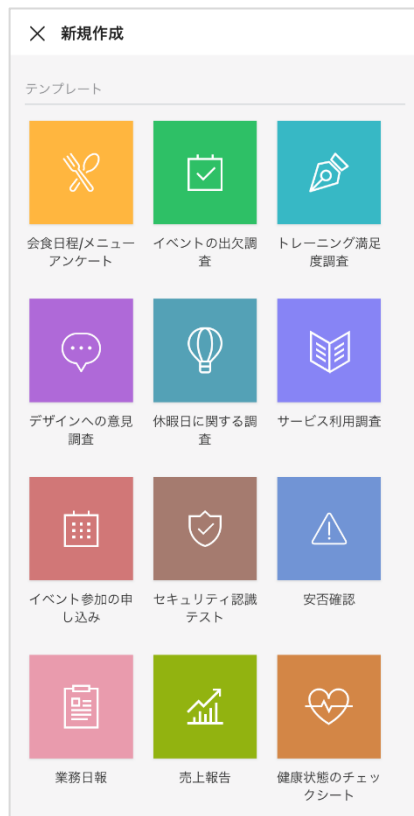 新規作成
テンプレート
会食日程/メニュー
アンケート
イベントの出欠調
査
トレーニング満足
度調査
デザインへの意見
調査
休暇日に関する調
査
サービス利用調査
イベント参加の申
し込み
セキュリティ認識
テスト
安否確認
業務日報
売上報告
健康状態のチェッ
クシート